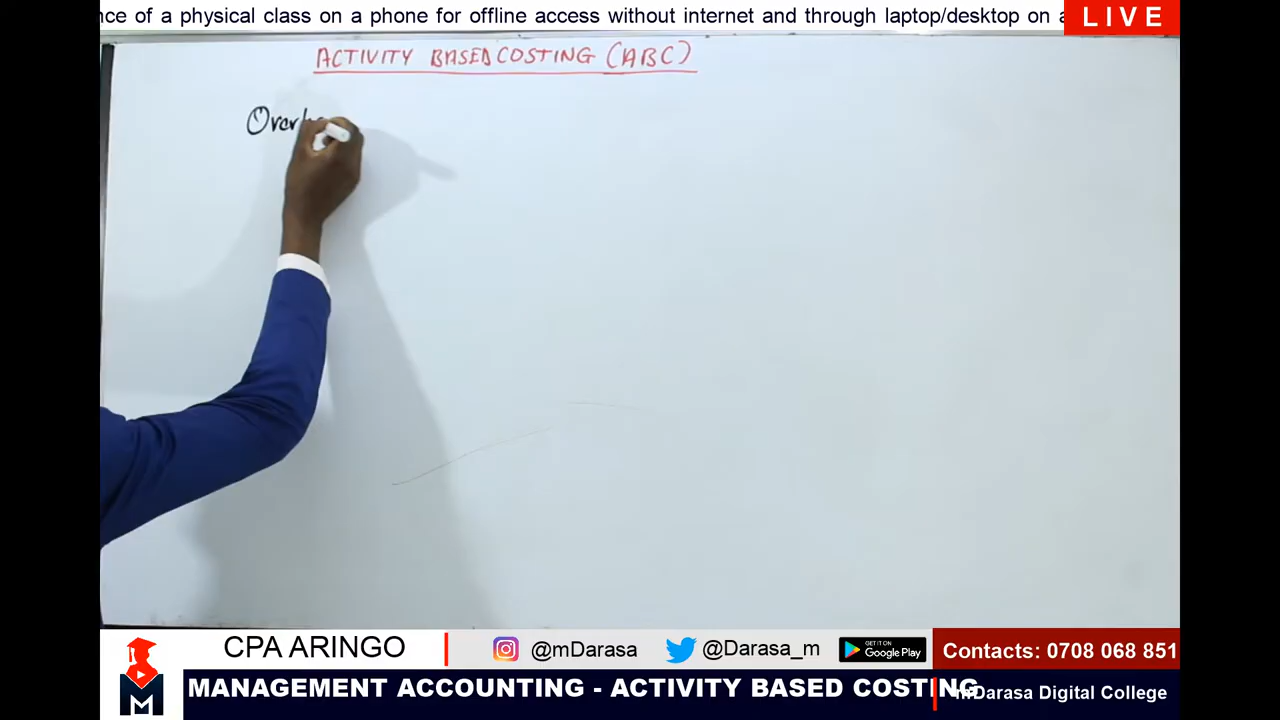 nce of a physical class on a phone for offline access without internet and through laptop/desktop on a
LIVE
ACTIVITY BASED COSTING (ABC)
CPA ARINGO
@mDarasa
@Darasa_m
GET IT ON
Google Play
Contacts: 0708 068 851
M
MANAGEMENT ACCOUNTING - ACTIVITY BASED COSTING
mDarasa Digital College